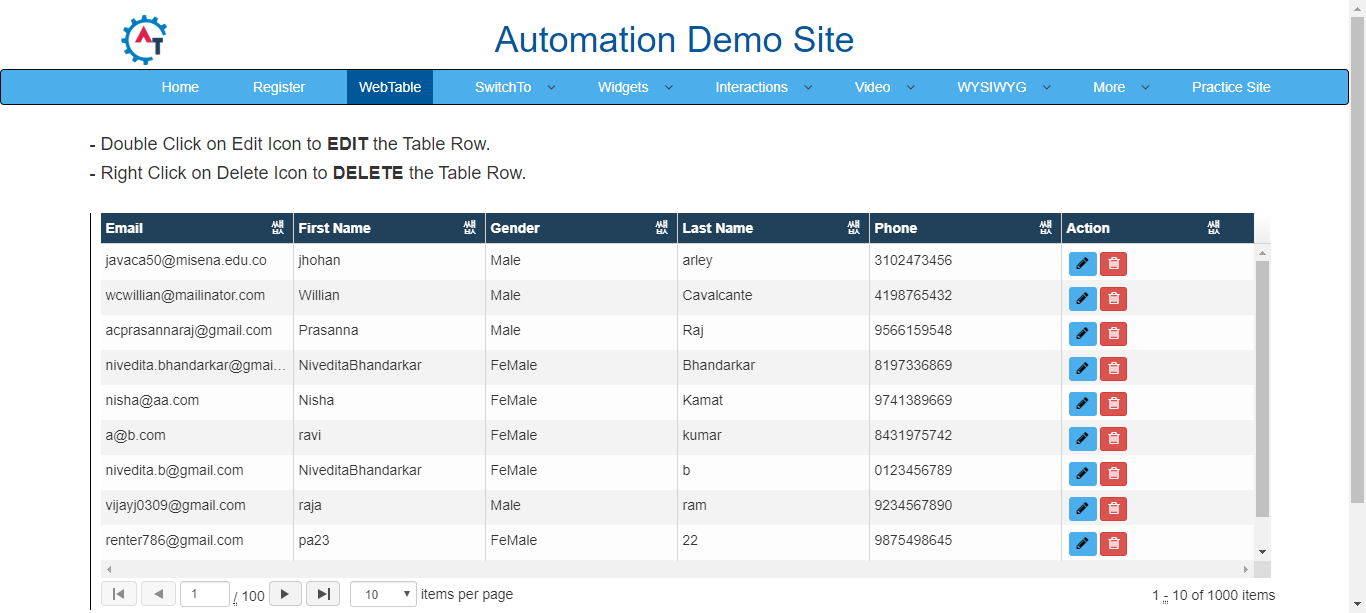 AT
Automation Demo Site
Home Register WebTable SwitchTo Widgets Interactions Video WYSIWYG More Practice Site
- Double Click on Edit Icon to EDIT the Table Row.
- Right Click on Delete Icon to DELETE the Table Row.
Email First Name Gender Last Name Phone Action
javaca50@misena.edu.co jhohan Male arley 3102473456
wcwillian@mailinator.com Willian Male Cavalcante 4198765432
acprasannaraj@gmail.com Prasanna Male Raj 9566159548
nivedita.bhandarkar@gmai... NiveditaBhandarkar FeMale Bhandarkar 8197336869
nisha@aa.com Nisha FeMale Kamat 9741389669
a@b.com ravi FeMale kumar 8431975742
nivedita.b@gmail.com NiveditaBhandarkar FeMale b 0123456789
vijayj0309@gmail.com raja Male ram 9234567890
renter786@gmail.com pa23 FeMale 22 9875498645
1 / 100 10 items per page 1 - 10 of 1000 items